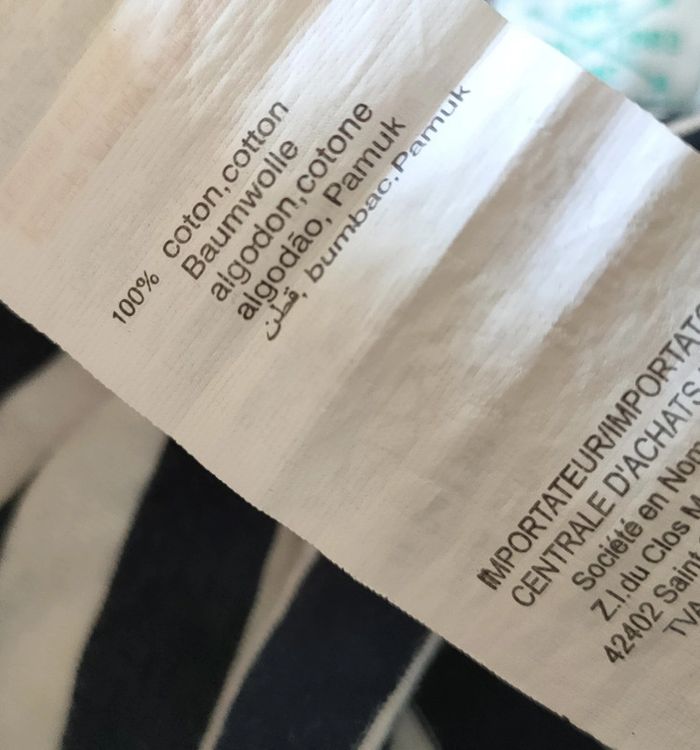 100% coton,cotton
Baumwolle
algodon,cotone
algodão, Pamuk
قطن, bumbac,Pamuk
IMPORTATEUR/IMPORTATO
CENTRALE D'ACHATS
Société en Nom
Z.I.du Clos M
42402 Saint
TVA